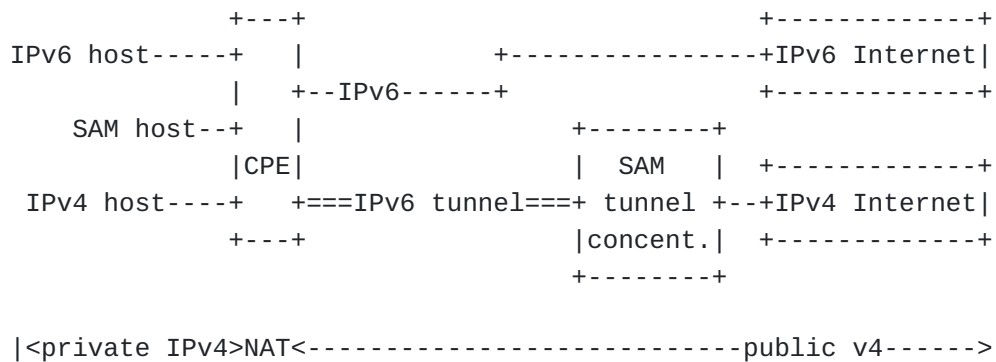 +---+                             +-------------+
IPv6 host-----+   |            +----------------+IPv6 Internet|
              |   +--IPv6------+                +-------------+
    SAM host--+   |                 +--------+
              |CPE|                 |  SAM   |  +-------------+
 IPv4 host----+   +===IPv6 tunnel===+ tunnel +--+IPv4 Internet|
              +---+                 |concent.|  +-------------+
                                    +--------+
|<private IPv4>NAT<----------------------------public v4------>